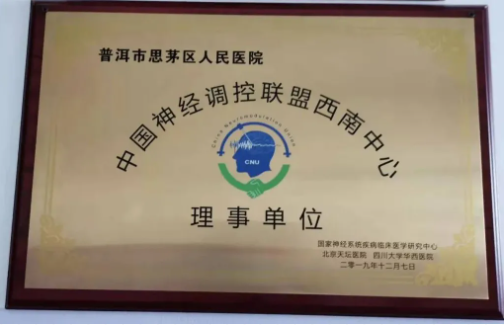 普洱市思茅区人民医院
中国神经调控联盟西南中心
China Neuromodulation Union
CNU
理事单位
国家神经系统疾病临床医学研究中心
北京天坛医院 四川大学华西医院
二零一九年十二月七日